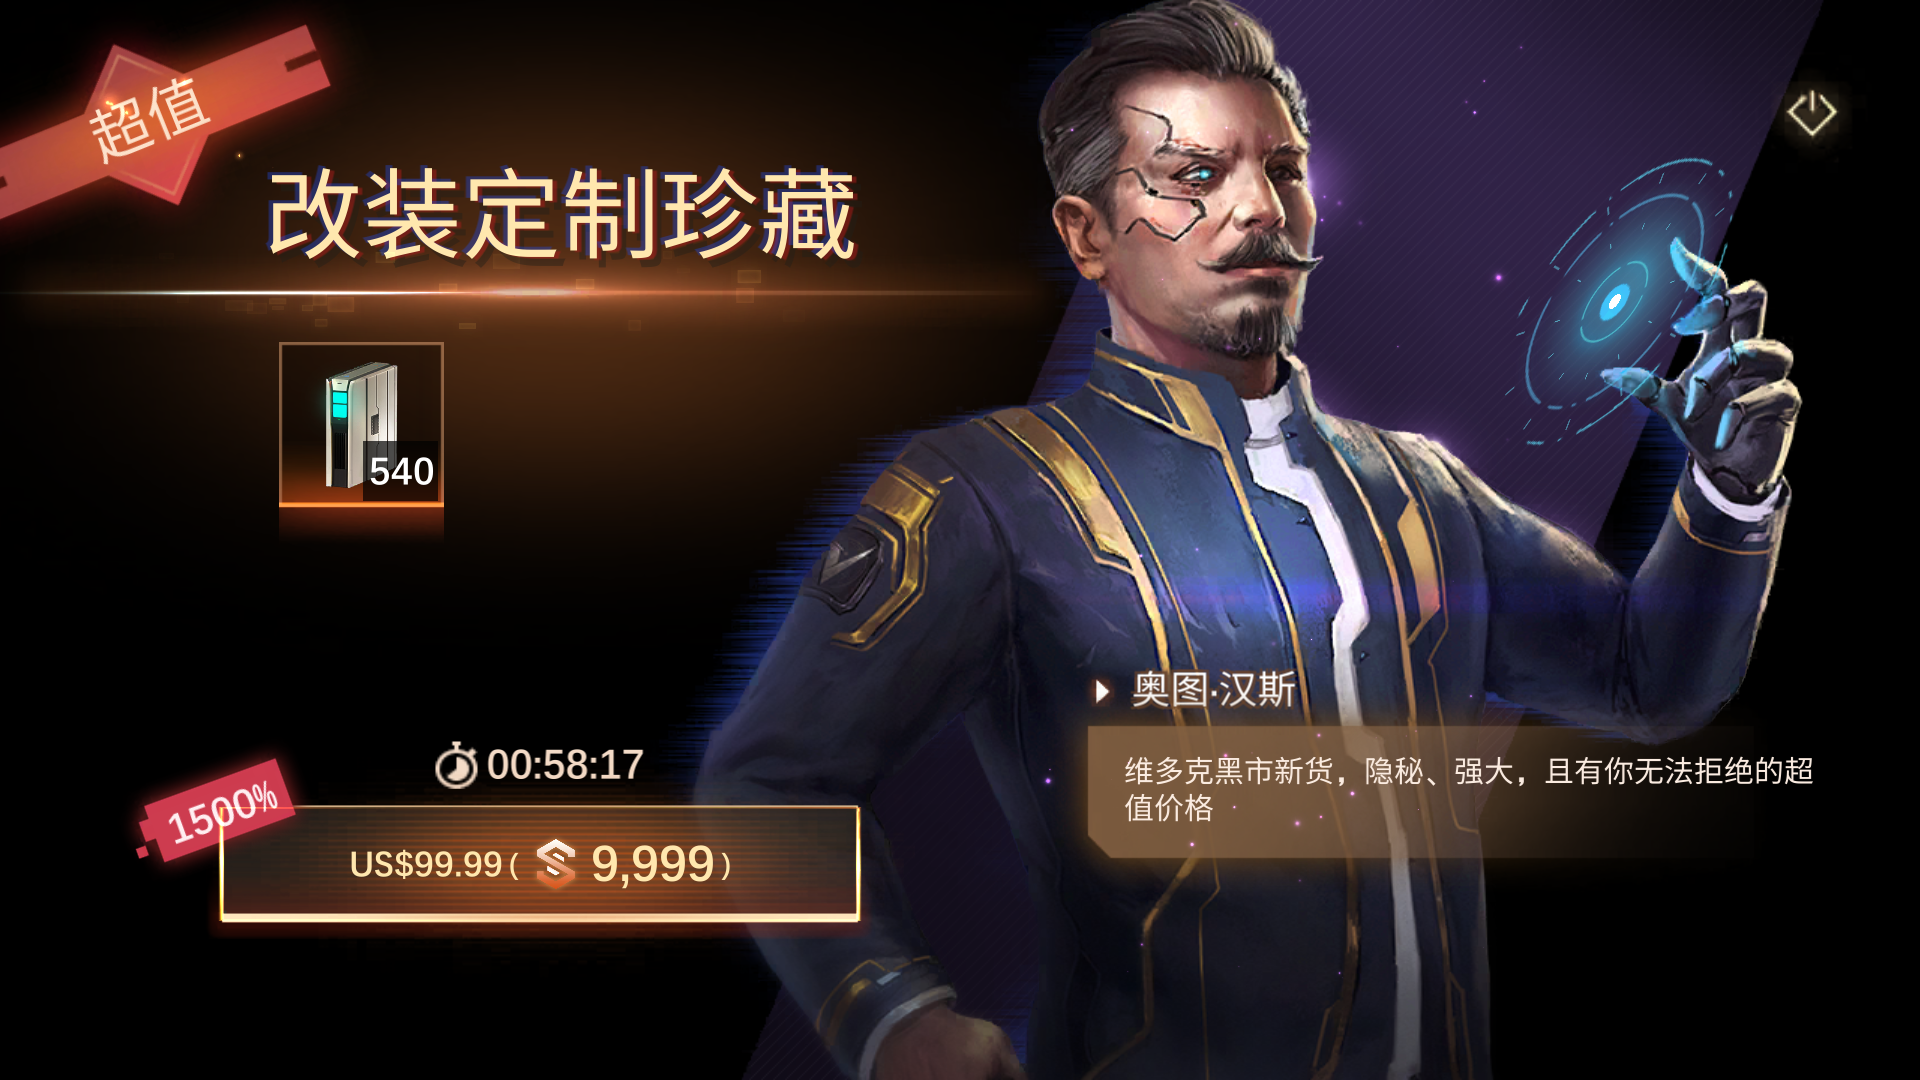 超值
改装定制珍藏
540
00:58:17
1500%
US$99.99 ( 9,999 )
奥图·汉斯
维多克黑市新货，隐秘、强大，且有你无法拒绝的超
值价格